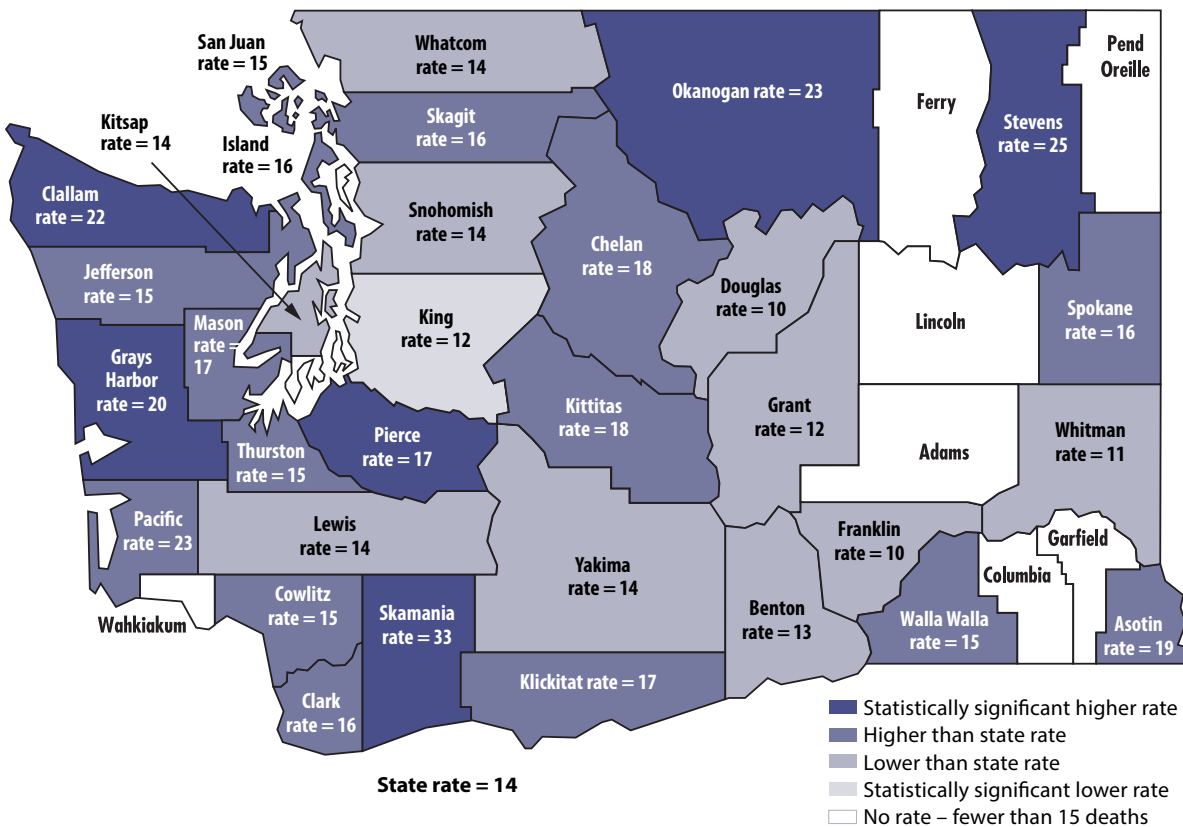 San Juan
rate = 15
Whatcom
rate = 14
Okanogan rate = 23
Ferry
Pend
Oreille
Stevens
rate = 25
Kitsap
rate = 14
Island
rate = 16
Skagit
rate = 16
Clallam
rate = 22
Snohomish
rate = 14
Chelan
rate = 18
Jefferson
rate = 15
Douglas
rate = 10
Mason
rate =
17
King
rate = 12
Lincoln
Spokane
rate = 16
Grays
Harbor
rate = 20
Kittitas
rate = 18
Grant
rate = 12
Pierce
rate = 17
Thurston
rate = 15
Adams
Whitman
rate = 11
Pacific
rate = 23
Lewis
rate = 14
Franklin
rate = 10
Garfield
Yakima
rate = 14
Columbia
Wahkiakum
Cowlitz
rate = 15
Skamania
rate = 33
Benton
rate = 13
Walla Walla
rate = 15
Asotin
rate = 19
Clark
rate = 16
Klickitat rate = 17
State rate = 14
Statistically significant higher rate
Higher than state rate
Lower than state rate
Statistically significant lower rate
No rate – fewer than 15 deaths